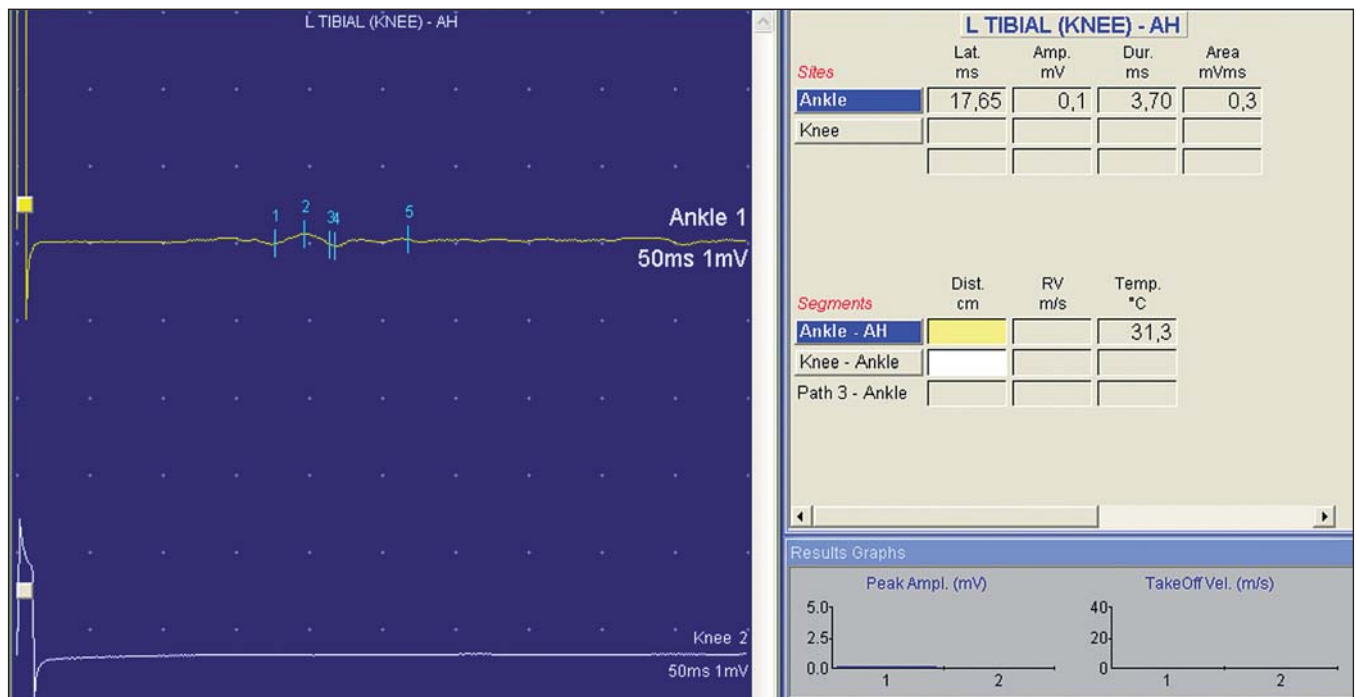 L TIBIAL (KNEE) - AH
1 2 34 5
Ankle 1
50ms 1mV
Knee 2
50ms 1mV
L TIBIAL (KNEE) - AH
Sites Lat. ms Amp. mV Dur. ms Area mVms
Ankle 17,65 0,1 3,70 0,3
Knee
Segments Dist. cm RV m/s Temp. °C
Ankle - AH 31,3
Knee - Ankle
Path 3 - Ankle
Results Graphs
Peak Ampl. (mV)
5.0
2.5
0.0
1 2
TakeOff Vel. (m/s)
40
20
0
1 2